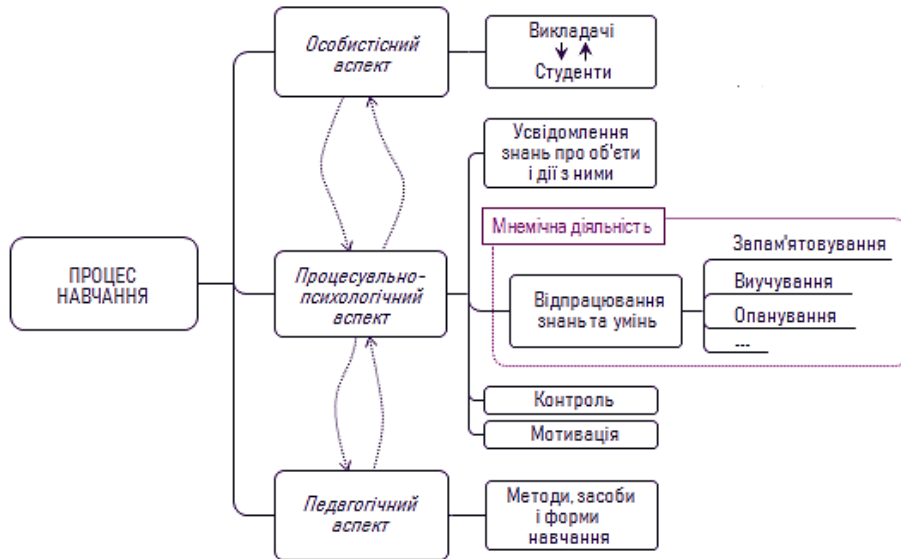 Особистісний
аспект
Викладачі
Студенти
Усвідомлення
знань про об'єти
і дії з ними
Мнемічна діяльність
Запам'ятовування
ПРОЦЕС
НАВЧАННЯ
Процесуально-
психологічний
аспект
Відпрацювання
знань та умінь
Виучування
Опанування
---
Контроль
Мотивація
Педагогічний
аспект
Методи, засоби
і форми
навчання